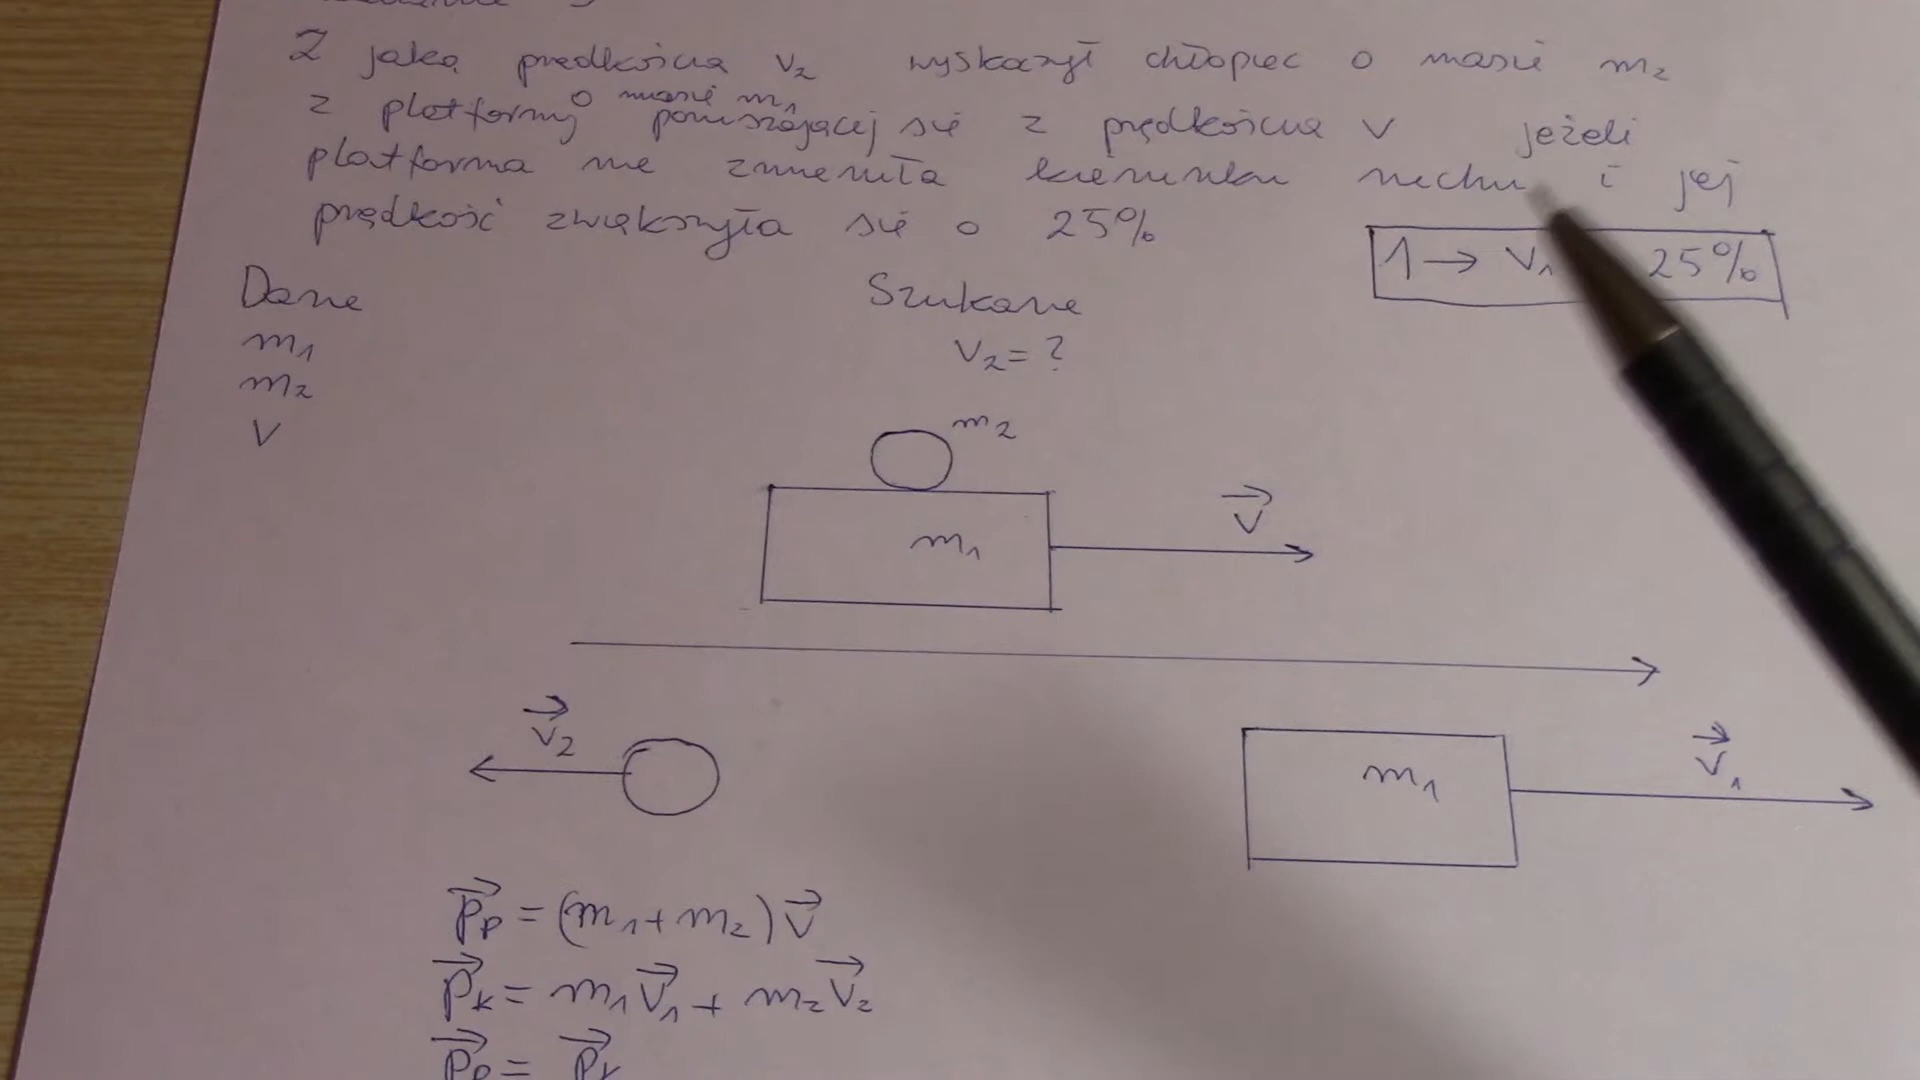 Z jaką prędkością v₂ wyskoczył chłopiec o masie m₂
z platformy o masie m₁ poruszającej się z prędkością v jeżeli
platforma nie zmieniła kierunku ruchu i jej
prędkość zwiększyła się o 25%
1 → v₁ 25%
Dane
Szukane
m₁
v₂ = ?
m₂
V
m₂
m₁
v⃗
v⃗₂
m₁
v⃗₁
p⃗ₚ = (m₁ + m₂) v⃗
p⃗ₖ = m₁ v⃗₁ + m₂ v⃗₂
p⃗ₚ = p⃗ₖ